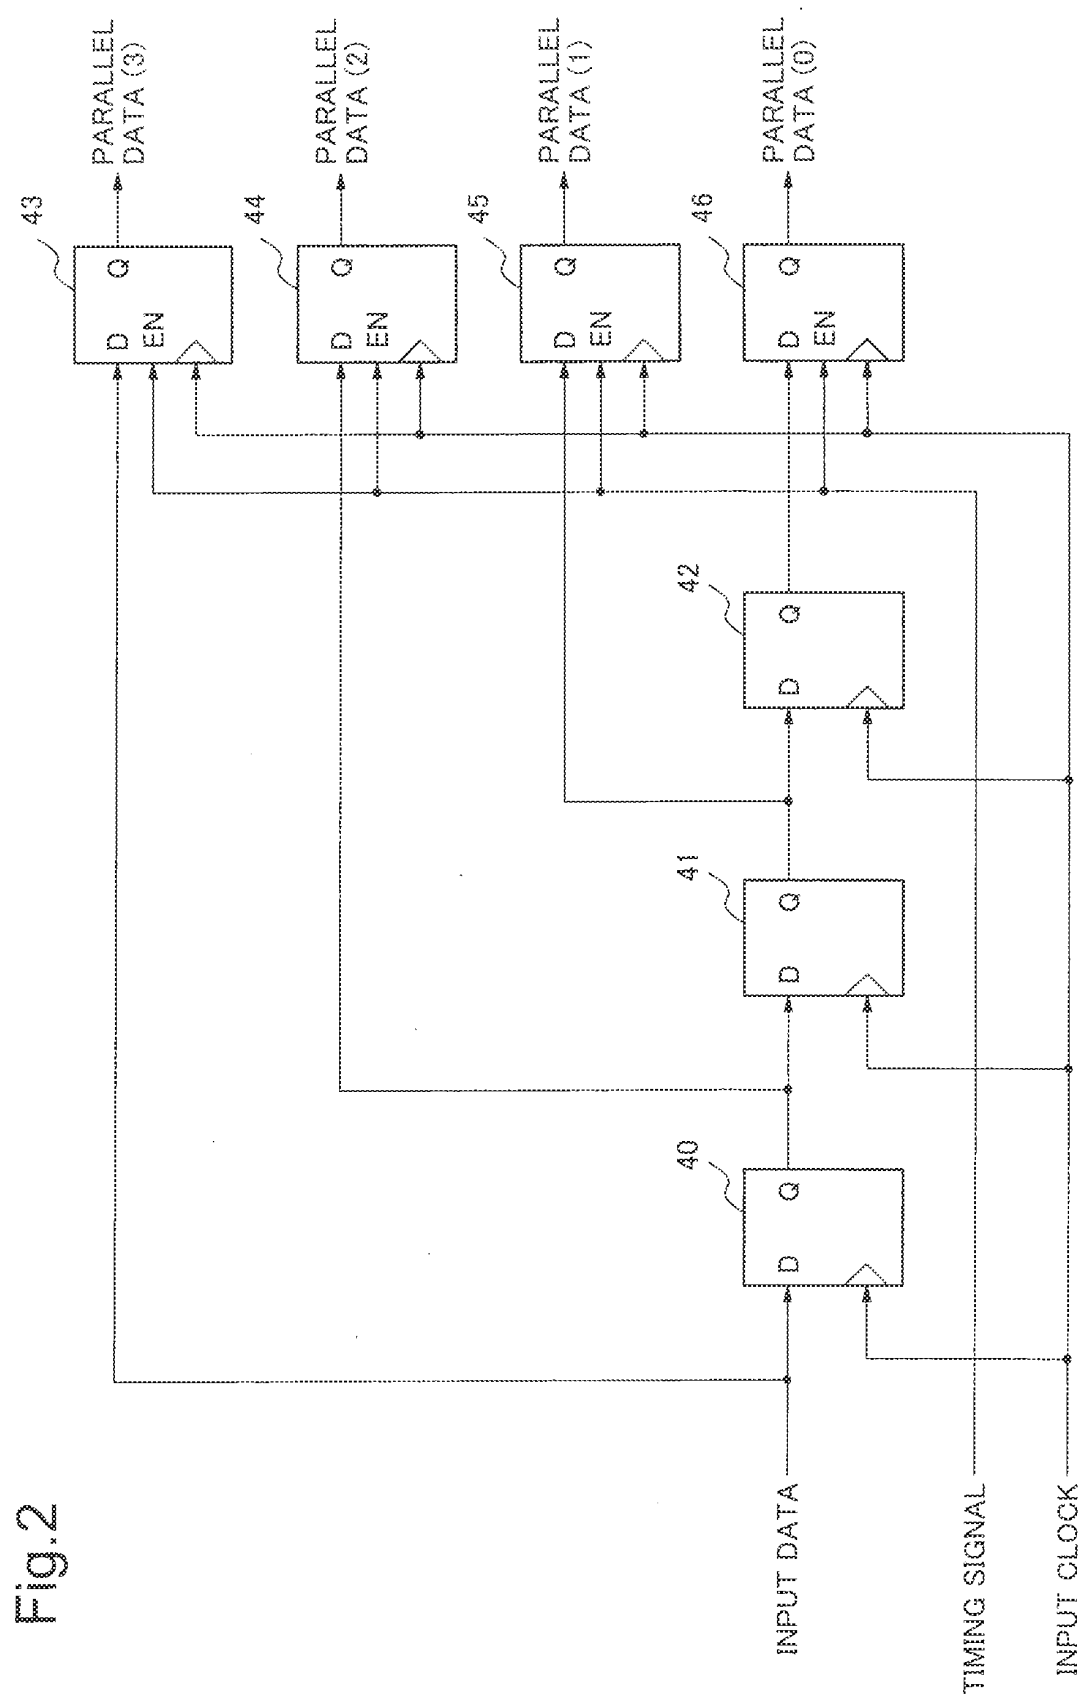 Fig.2
43
D Q
EN
PARALLEL
DATA (3)
44
D Q
EN
PARALLEL
DATA (2)
45
D Q
EN
PARALLEL
DATA (1)
INPUT DATA
40
D Q
41
D Q
42
D Q
46
D Q
EN
PARALLEL
DATA (0)
TIMING SIGNAL
INPUT CLOCK